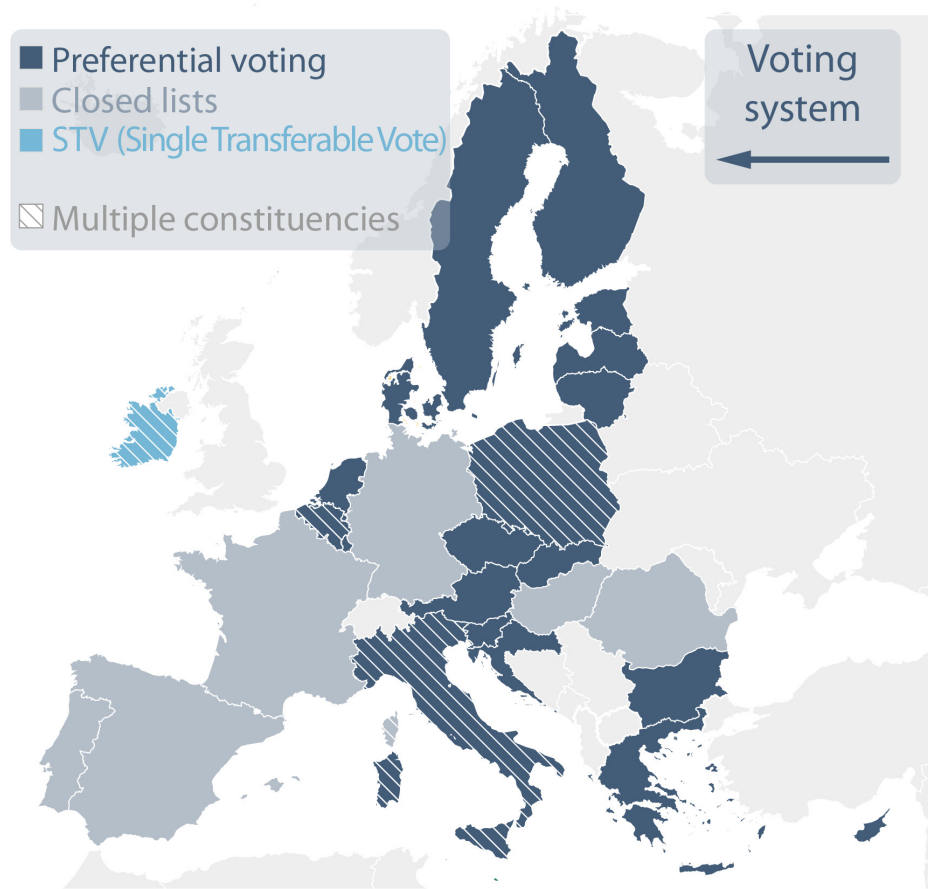 Preferential voting
Closed lists
STV (Single Transferable Vote)
Multiple constituencies
Voting
system